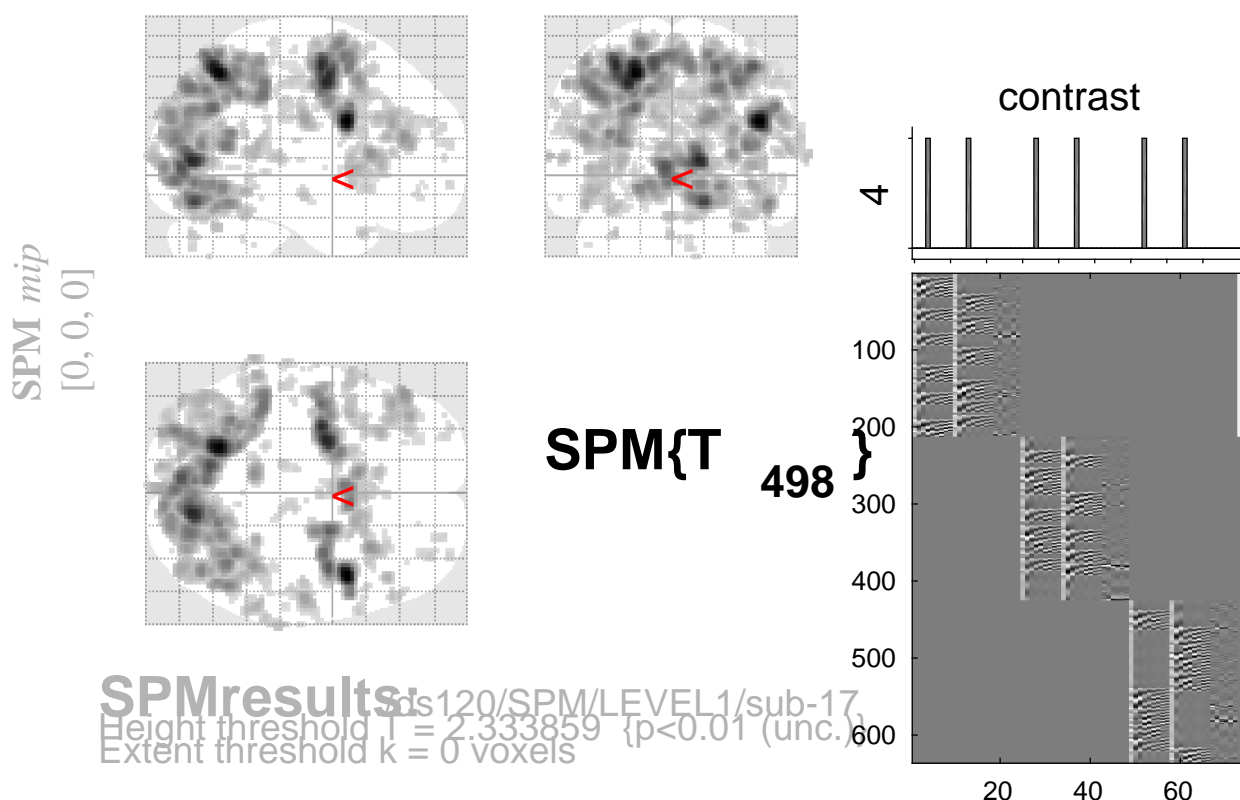 SPM mip
[0, 0, 0]
<
<
<
SPM{T498}
contrast
4
100
200
300
400
500
600
20
40
60
SPMresults: /ds120/SPM/LEVEL1/sub-17
Height threshold T = 2.333859 {p<0.01 (unc.)}
Extent threshold k = 0 voxels